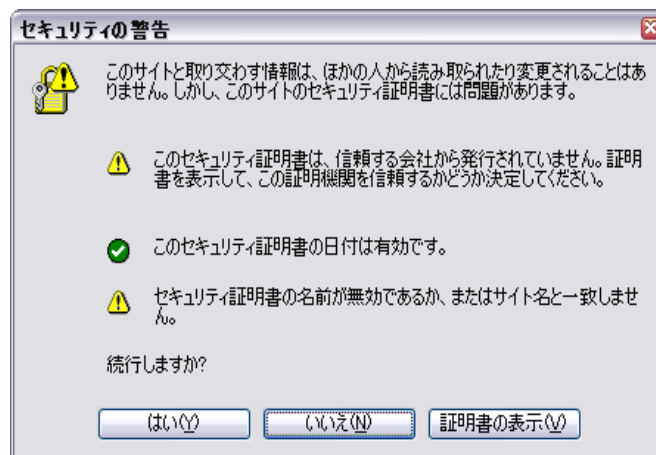 セキュリティの警告
このサイトと取り交わす情報は、ほかの人から読み取られたり変更されることはあ
りません。しかし、このサイトのセキュリティ証明書には問題があります。
このセキュリティ証明書は、信頼する会社から発行されていません。証明
書を表示して、この証明機関を信頼するかどうか決定してください。
このセキュリティ証明書の日付は有効です。
セキュリティ証明書の名前が無効であるか、またはサイト名と一致しませ
ん。
続行しますか?
はい(Y) いいえ(N) 証明書の表示(V)